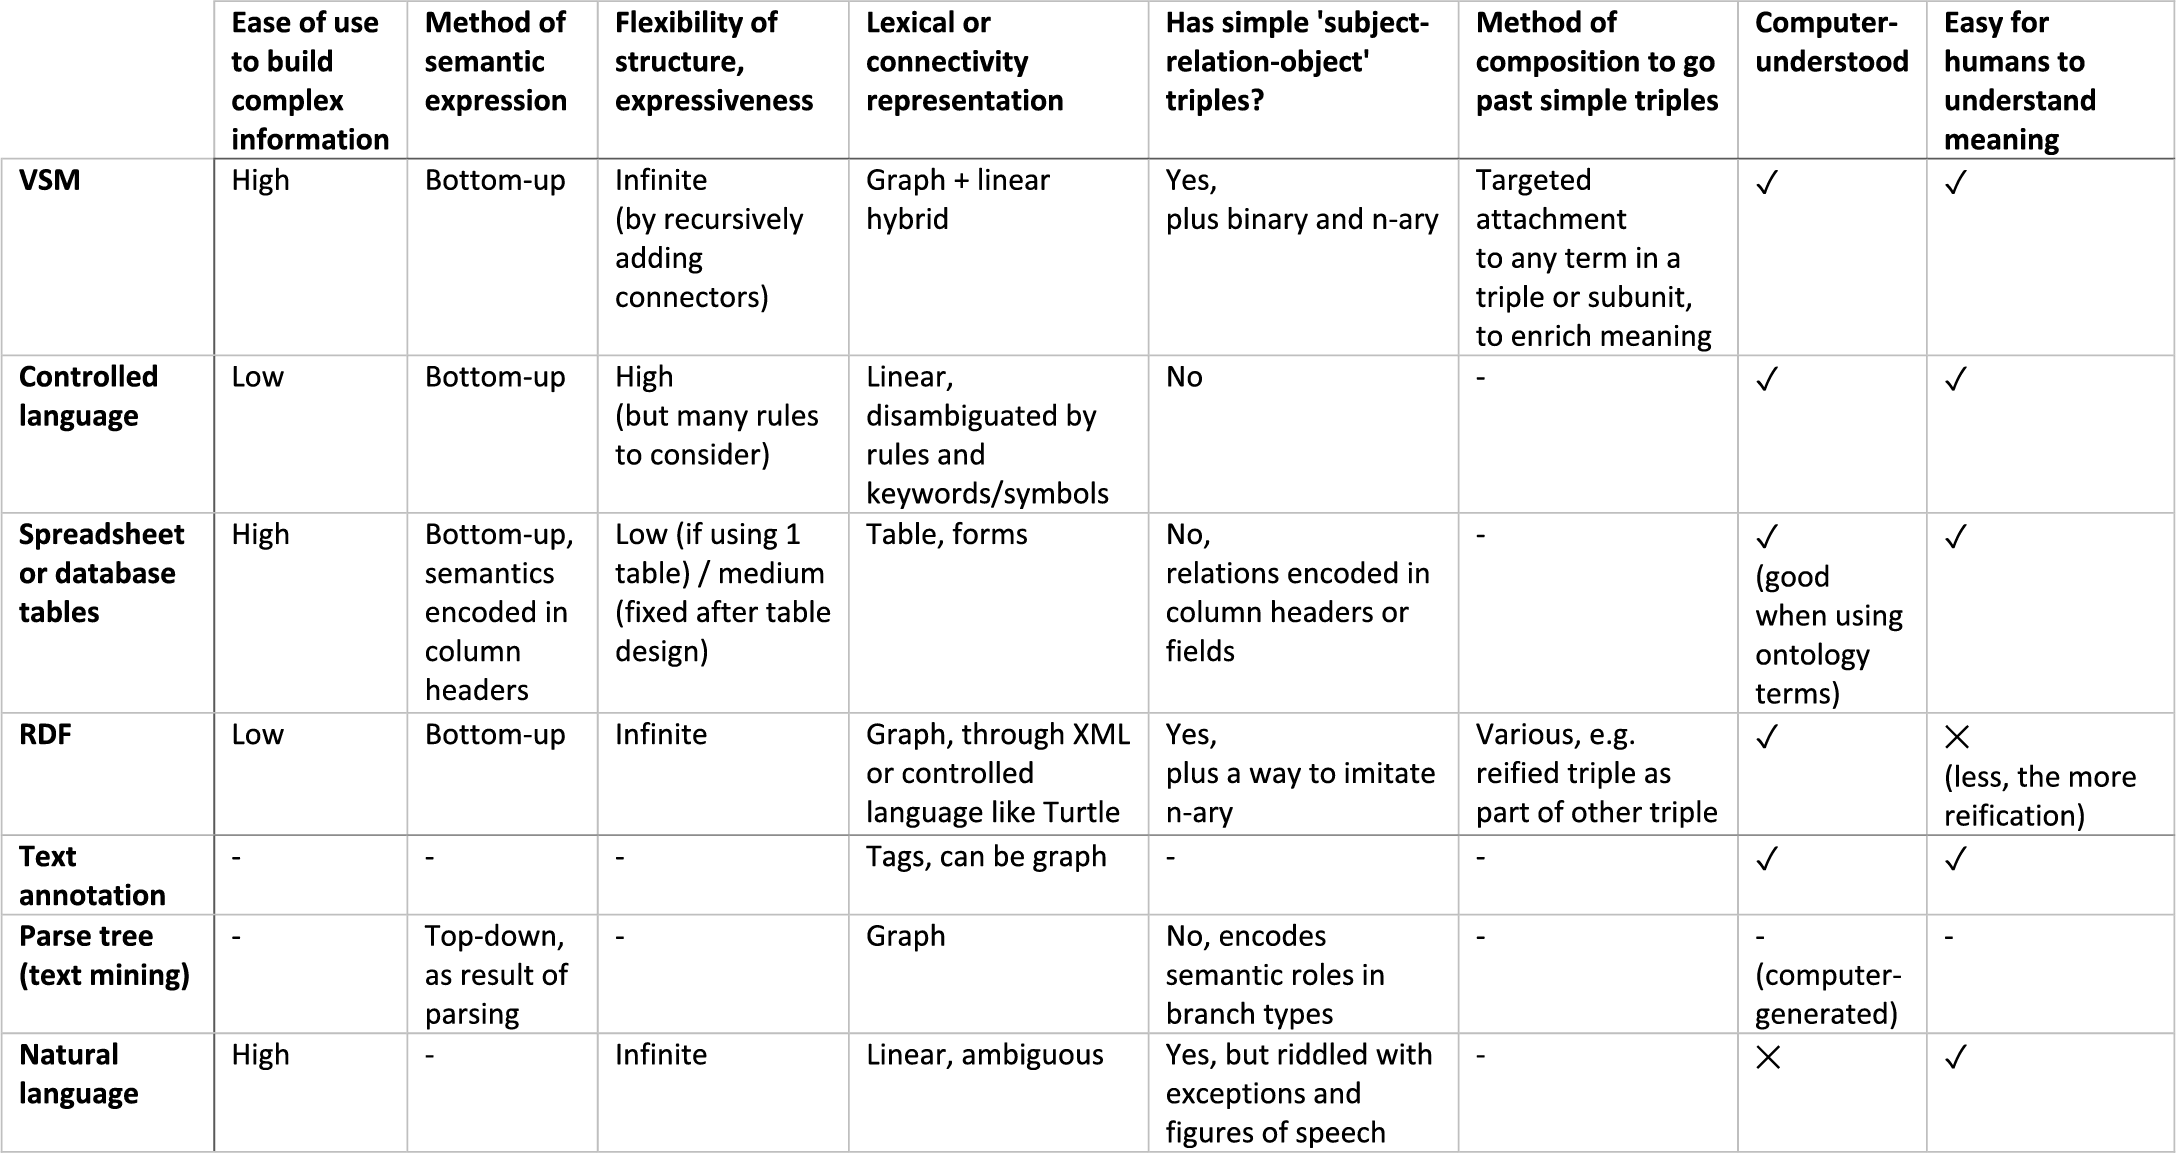 Ease of use
to build
complex
information
Method of
semantic
expression
Flexibility of
structure,
expressiveness
Lexical or
connectivity
representation
Has simple 'subject-
relation-object'
triples?
Method of
composition to go
past simple triples
Computer-
understood
Easy for
humans to
understand
meaning
VSM
High
Bottom-up
Infinite
(by recursively
adding
connectors)
Graph + linear
hybrid
Yes,
plus binary and n-ary
Targeted
attachment
to any term in a
triple or subunit,
to enrich meaning
✓
✓
Controlled
language
Low
Bottom-up
High
(but many rules
to consider)
Linear,
disambiguated by
rules and
keywords/symbols
No
-
✓
✓
Spreadsheet
or database
tables
High
Bottom-up,
semantics
encoded in
column
headers
Low (if using 1
table) / medium
(fixed after table
design)
Table, forms
No,
relations encoded in
column headers or
fields
-
✓
(good
when using
ontology
terms)
✓
RDF
Low
Bottom-up
Infinite
Graph, through XML
or controlled
language like Turtle
Yes,
plus a way to imitate
n-ary
Various, e.g.
reified triple as
part of other triple
✓
✕
(less, the more
reification)
Text
annotation
-
-
-
Tags, can be graph
-
-
✓
✓
Parse tree
(text mining)
-
Top-down,
as result of
parsing
-
Graph
No, encodes
semantic roles in
branch types
-
-
(computer-
generated)
-
Natural
language
High
-
Infinite
Linear, ambiguous
Yes, but riddled with
exceptions and
figures of speech
-
✕
✓